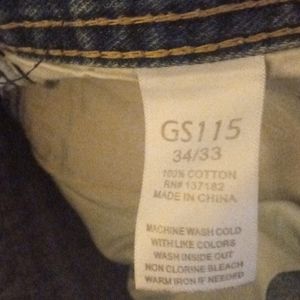 GS115
34/33
100% COTTON
RN# 137182
MADE IN CHINA
MACHINE WASH COLD
WITH LIKE COLORS
WASH INSIDE OUT
NON CLORINE BLEACH
WARM IRON IF NEEDED